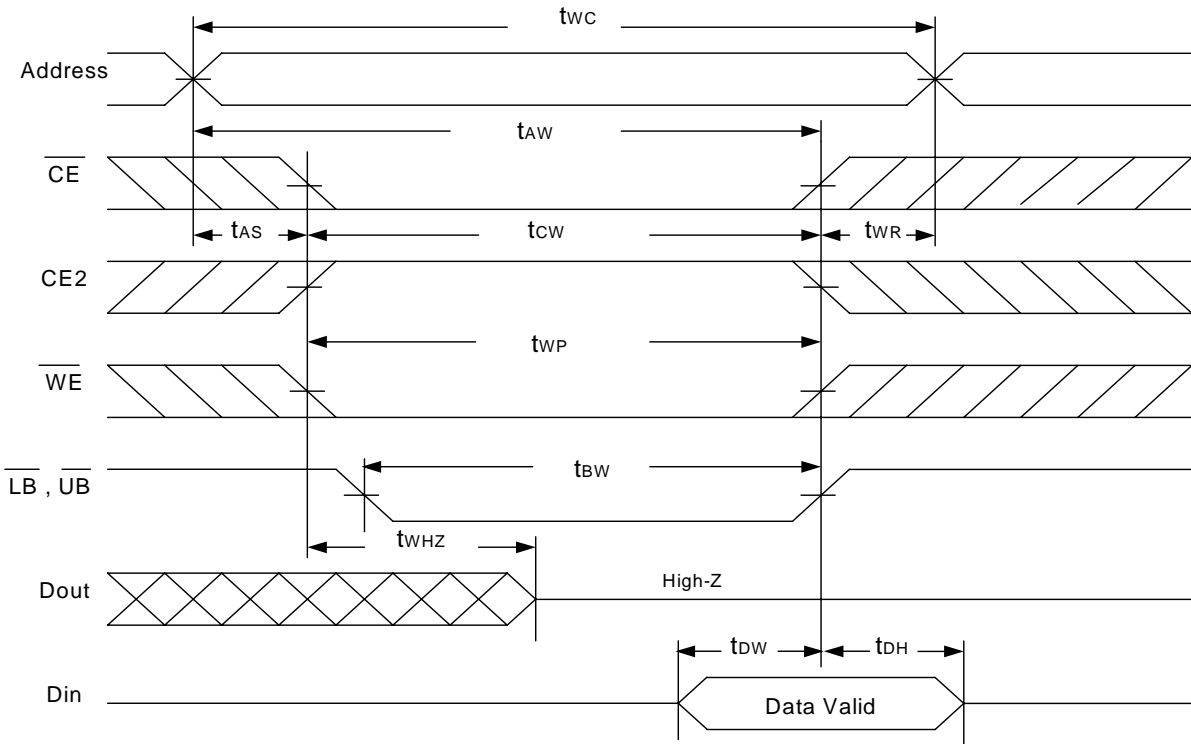 tWC
Address
tAW
CE
tAS
tCW
tWR
CE2
tWP
WE
tBW
LB , UB
tWHZ
High-Z
Dout
tDW
tDH
Din
Data Valid